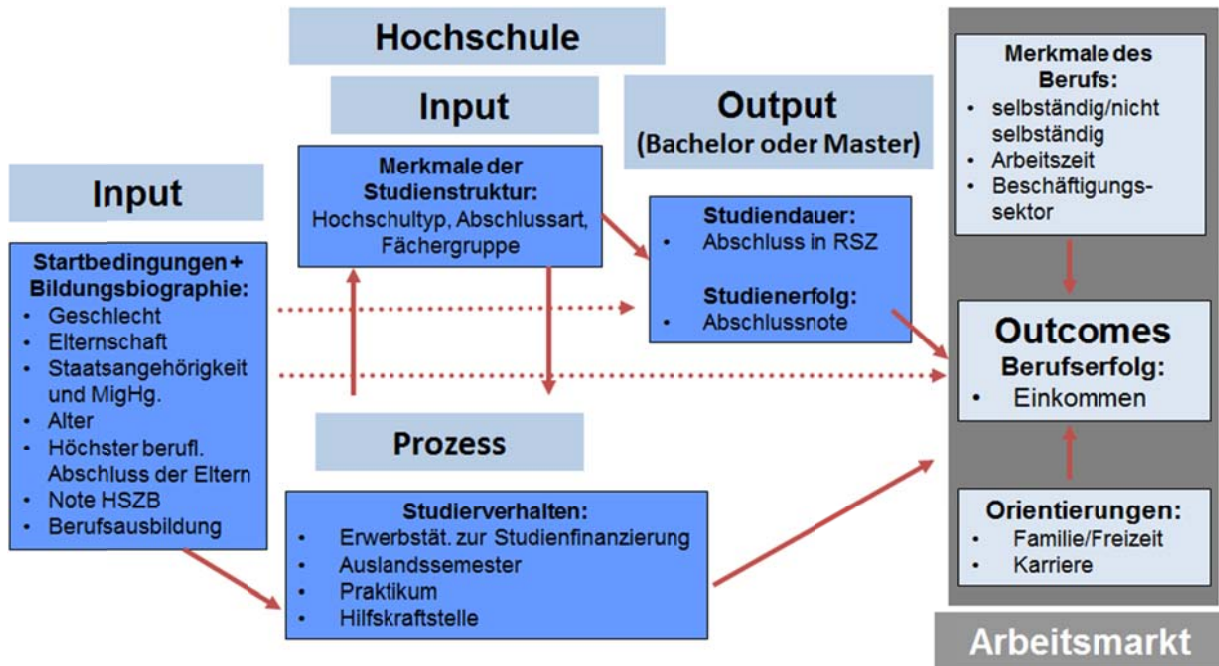 Hochschule
Input
Startbedingungen +
Bildungsbiographie:
• Geschlecht
• Elternschaft
• Staatsangehörigkeit
und MigHg.
• Alter
• Höchster berufl.
Abschluss der Eltern
• Note HSZB
• Berufsausbildung
Input
Merkmale der
Studienstruktur:
Hochschultyp, Abschlussart,
Fächergruppe
Prozess
Studierverhalten:
• Erwerbstät. zur Studienfinanzierung
• Auslandssemester
• Praktikum
• Hilfskraftstelle
Output
(Bachelor oder Master)
Studiendauer:
• Abschluss in RSZ
Studienerfolg:
• Abschlussnote
Merkmale des
Berufs:
• selbständig/nicht
selbständig
• Arbeitszeit
• Beschäftigungs-
sektor
Outcomes
Berufserfolg:
• Einkommen
Orientierungen:
• Familie/Freizeit
• Karriere
Arbeitsmarkt